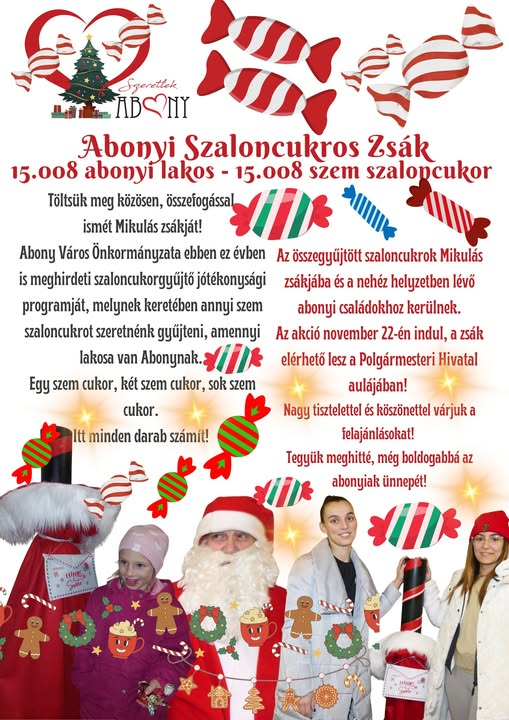 Szeretlek
ABONY
Abonyi Szaloncukros Zsák
15.008 abonyi lakos - 15.008 szem szaloncukor
Töltsük meg közösen, összefogással
ismét Mikulás zsákját!
Abony Város Önkormányzata ebben ez évben
is meghirdeti szaloncukorgyűjtő jótékonysági
programját, melynek keretében annyi szem
szaloncukrot szeretnénk gyűjteni, amennyi
lakosa van Abonynak.
Egy szem cukor, két szem cukor, sok szem
cukor.
Itt minden darab számít!
Az összegyűjtött szaloncukrok Mikulás
zsákjába és a nehéz helyzetben lévő
abonyi családokhoz kerülnek.
Az akció november 22-én indul, a zsák
elérhető lesz a Polgármesteri Hivatal
aulájában!
Nagy tisztelettel és köszönettel várjuk a
felajánlásokat!
Tegyük meghitté, még boldogabbá az
abonyiak ünnepét!